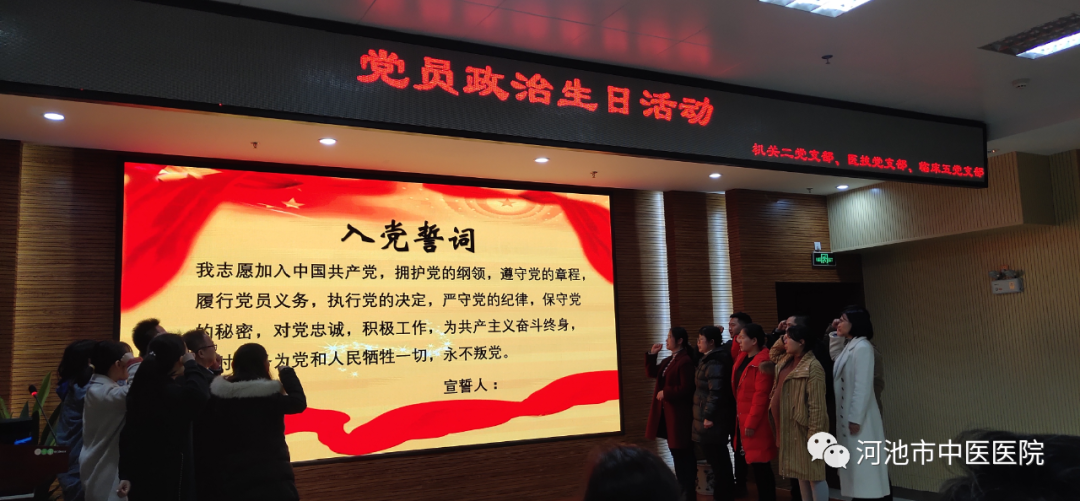 党员政治生日活动
机关二党支部、医技党支部、临床五党支部
入党誓词
我志愿加入中国共产党，拥护党的纲领，遵守党的章程，
履行党员义务，执行党的决定，严守党的纪律，保守党
的秘密，对党忠诚，积极工作，为共产主义奋斗终身，
为党和人民牺牲一切，永不叛党。
宣誓人：
河池市中医医院